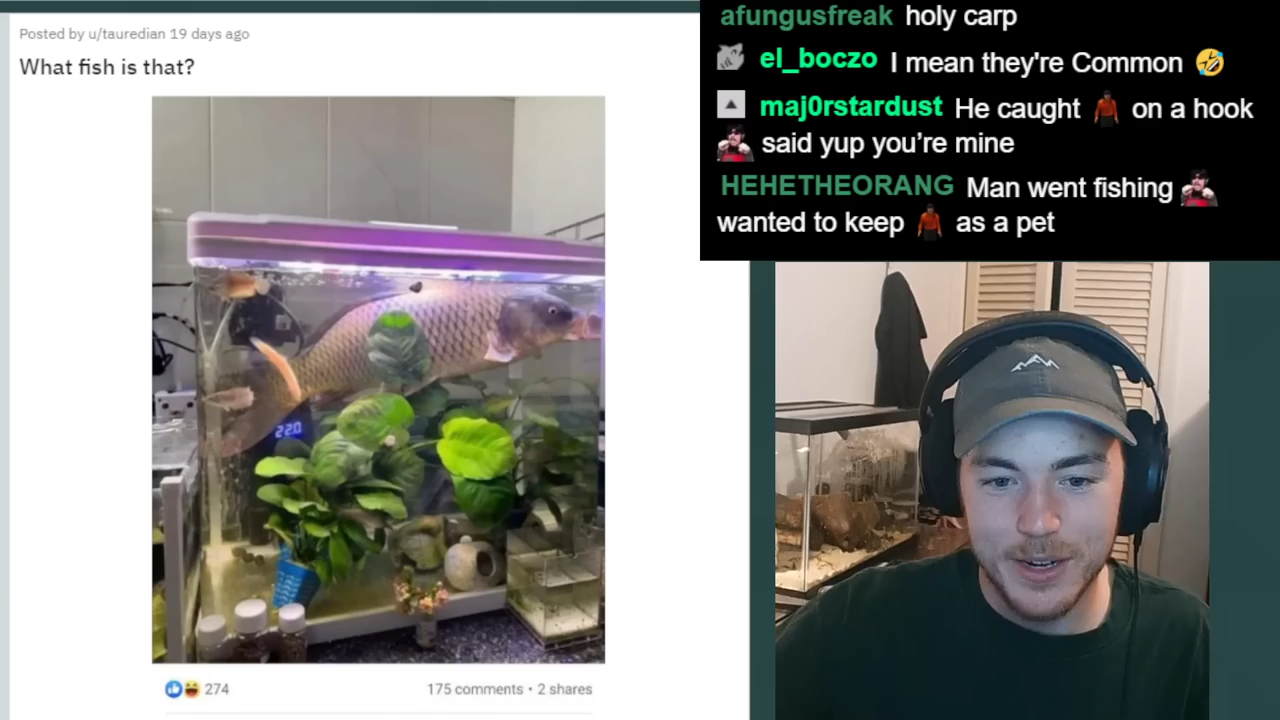 Posted by u/tauredian 19 days ago
What fish is that?
22.0
274
175 comments • 2 shares
afungusfreak holy carp
el_boczo I mean they're Common 🤣
maj0rstardust He caught on a hook
said yup you’re mine
HEHETHEORANG Man went fishing
wanted to keep as a pet